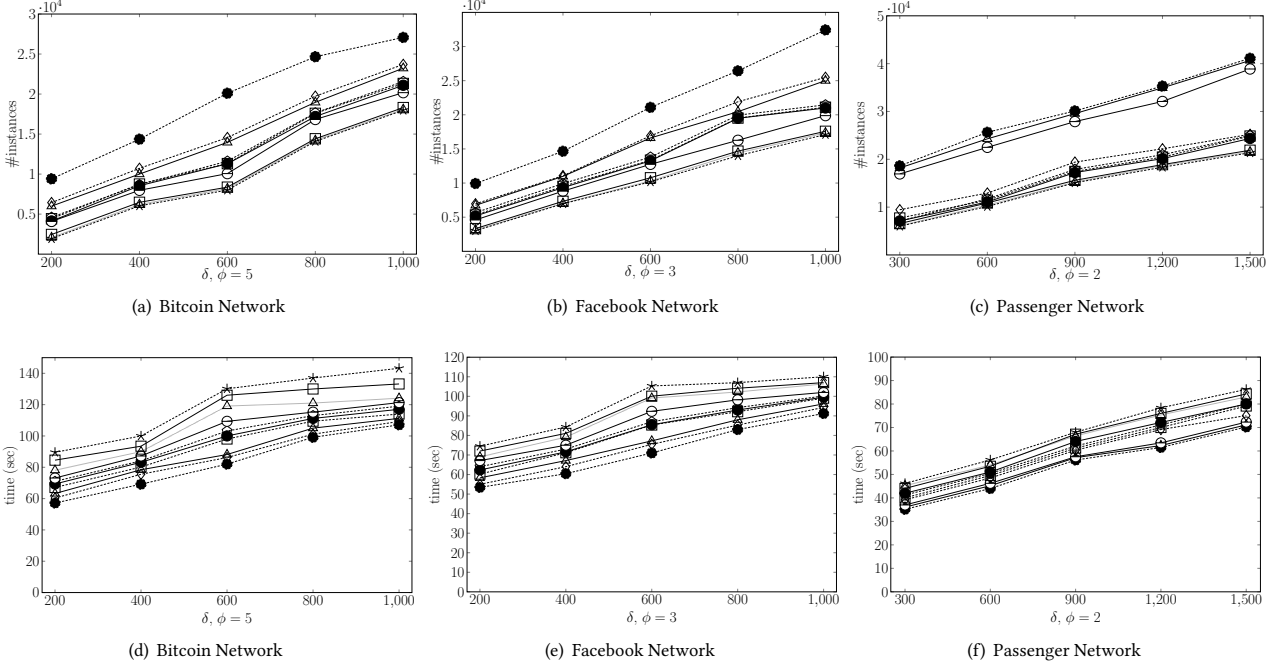 ·10^4
3
2.5
2
1.5
1
0.5
#instances
200 400 600 800 1,000
δ, ϕ = 5
(a) Bitcoin Network
·10^4
3
2.5
2
1.5
1
0.5
#instances
200 400 600 800 1,000
δ, ϕ = 3
(b) Facebook Network
·10^4
5
4
3
2
1
#instances
300 600 900 1,200 1,500
δ, ϕ = 2
(c) Passenger Network
140
120
100
80
60
40
20
0
time (sec)
200 400 600 800 1,000
δ, ϕ = 5
(d) Bitcoin Network
120
110
100
90
80
70
60
50
40
30
20
10
0
time (sec)
200 400 600 800 1,000
δ, ϕ = 3
(e) Facebook Network
100
90
80
70
60
50
40
30
20
10
0
time (sec)
300 600 900 1,200 1,500
δ, ϕ = 2
(f) Passenger Network